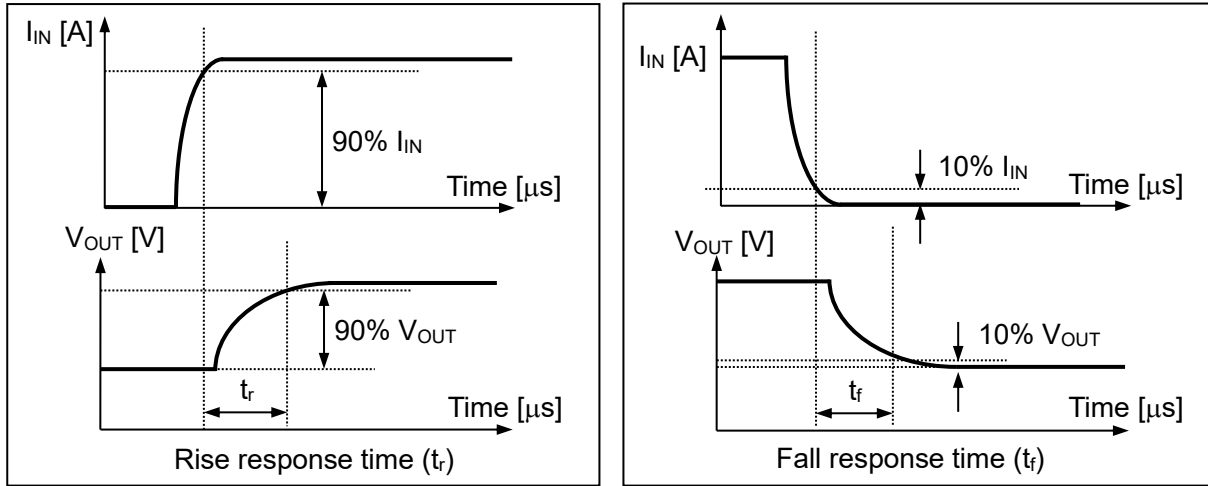 I_IN [A]
90% I_IN
Time [μs]
V_OUT [V]
90% V_OUT
t_r
Time [μs]
Rise response time (t_r)
I_IN [A]
10% I_IN
Time
[μs]
V_OUT [V]
10% V_OUT
t_f
Time
[μs]
Fall response time (t_f)